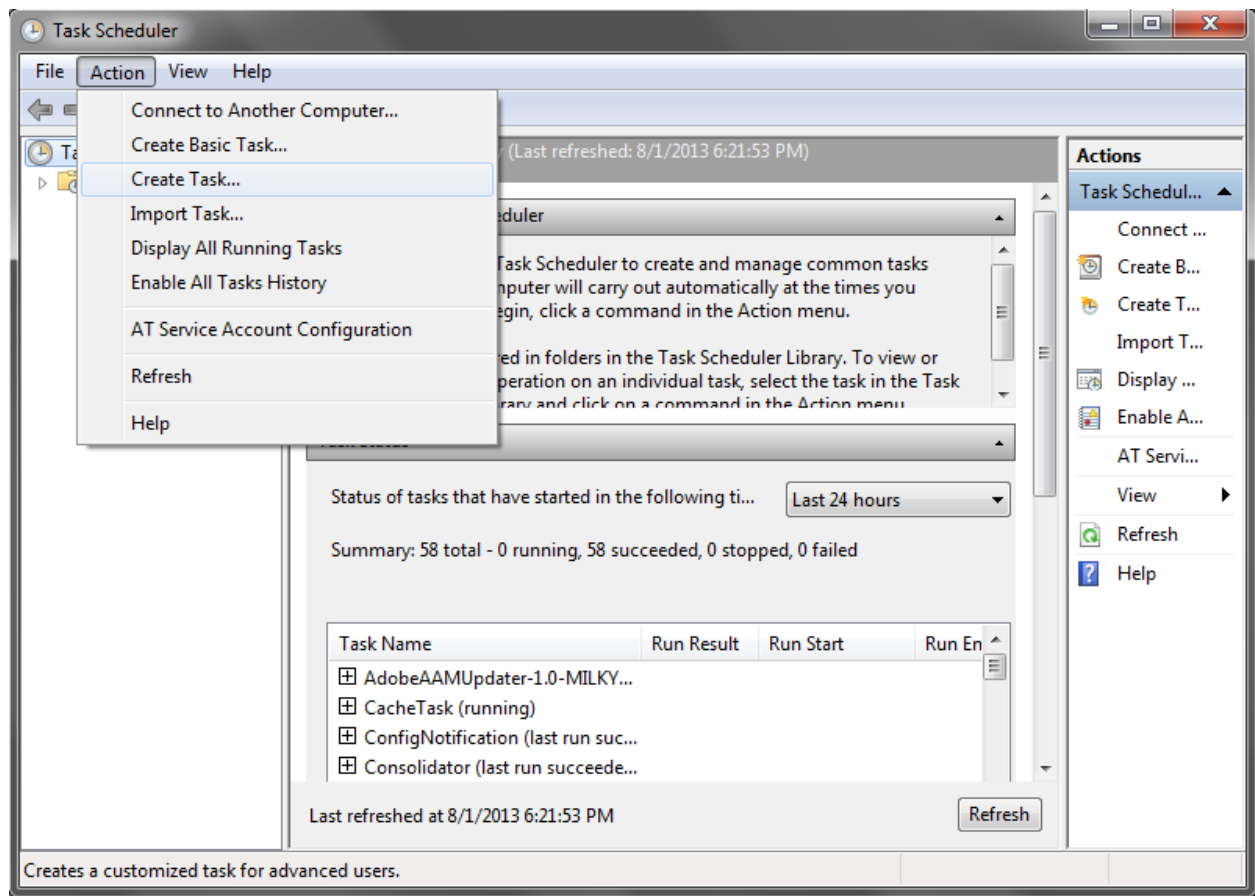 Task Scheduler
File Action View Help
Connect to Another Computer...
Create Basic Task...
Create Task...
Import Task...
Display All Running Tasks
Enable All Tasks History
AT Service Account Configuration
Refresh
Help
(Last refreshed: 8/1/2013 6:21:53 PM)
Task Scheduler to create and manage common tasks
will carry out automatically at the times you
click a command in the Action menu.
in folders in the Task Scheduler Library. To view or
on an individual task, select the task in the Task
and click on a command in the Action menu
Status of tasks that have started in the following ti... Last 24 hours
Summary: 58 total - 0 running, 58 succeeded, 0 stopped, 0 failed
Task Name Run Result Run Start Run En
AdobeAAMUpdater-1.0-MILKY...
CacheTask (running)
ConfigNotification (last run suc...
Consolidator (last run succeede...
Last refreshed at 8/1/2013 6:21:53 PM Refresh
Actions
Task Schedul...
Connect ...
Create B...
Create T...
Import T...
Display ...
Enable A...
AT Servi...
View
Refresh
Help
Creates a customized task for advanced users.